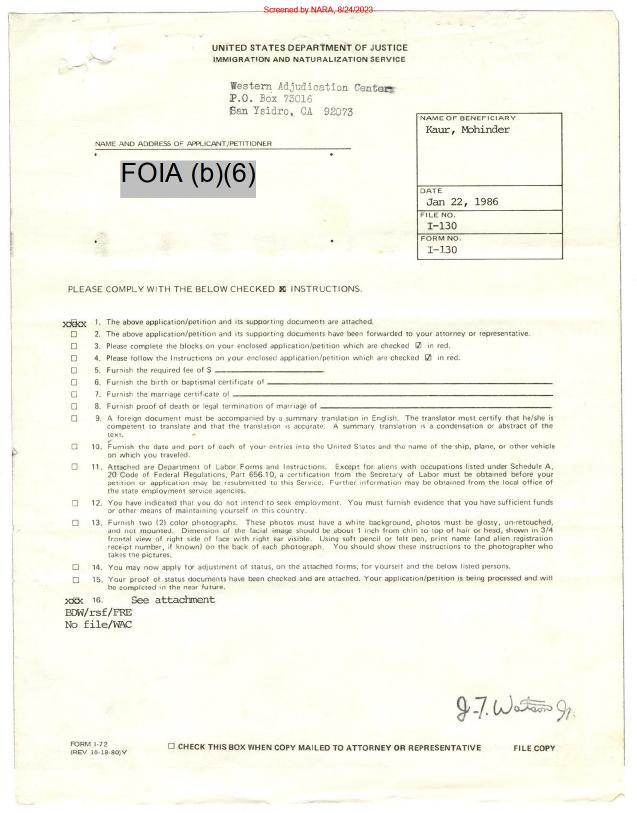 Screened by NARA, 8/24/2023
UNITED STATES DEPARTMENT OF JUSTICE
IMMIGRATION AND NATURALIZATION SERVICE
Western Adjudication Center
P.O. Box 73016
San Ysidro, CA 92073
NAME OF BENEFICIARY
Kaur, Mohinder
NAME AND ADDRESS OF APPLICANT/PETITIONER
FOIA (b)(6)
DATE
Jan 22, 1986
FILE NO.
I-130
FORM NO.
I-130
PLEASE COMPLY WITH THE BELOW CHECKED ☒ INSTRUCTIONS.
xxxx 1. The above application/petition and its supporting documents are attached.
☐ 2. The above application/petition and its supporting documents have been forwarded to your attorney or representative.
☐ 3. Please complete the blocks on your enclosed application/petition which are checked ☑ in red.
☐ 4. Please follow the Instructions on your enclosed application/petition which are checked ☑ in red.
☐ 5. Furnish the required fee of $
☐ 6. Furnish the birth or baptismal certificate of
☐ 7. Furnish the marriage certificate of
☐ 8. Furnish proof of death or legal termination of marriage of
☐ 9. A foreign document must be accompanied by a summary translation in English. The translator must certify that he/she is
competent to translate and that the translation is accurate. A summary translation is a condensation or abstract of the
text.
☐ 10. Furnish the date and port of each of your entries into the United States and the name of the ship, plane, or other vehicle
on which you traveled.
☐ 11. Attached are Department of Labor Forms and Instructions. Except for aliens with occupations listed under Schedule A,
20 Code of Federal Regulations, Part 656.10, a certification from the Secretary of Labor must be obtained before your
petition or application may be resubmitted to this Service. Further information may be obtained from the local office of
the state employment service agencies.
☐ 12. You have indicated that you do not intend to seek employment. You must furnish evidence that you have sufficient funds
or other means of maintaining yourself in this country.
☐ 13. Furnish two (2) color photographs. These photos must have a white background, photos must be glossy, un-retouched,
and not mounted. Dimension of the facial image should be about 1 inch from chin to top of hair or head, shown in 3/4
frontal view of right side of face with right ear visible. Using soft pencil or felt pen, print name (and alien registration
receipt number, if known) on the back of each photograph. You should show these instructions to the photographer who
takes the pictures.
☐ 14. You may now apply for adjustment of status, on the attached forms, for yourself and the below listed persons.
☐ 15. Your proof of status documents have been checked and are attached. Your application/petition is being processed and will
be completed in the near future.
xxx 16. See attachment
BDW/rsf/FRE
No file/WAC
J.T. Watson Jr.
FORM I-72
(REV 10-18-80)Y
☐ CHECK THIS BOX WHEN COPY MAILED TO ATTORNEY OR REPRESENTATIVE
FILE COPY